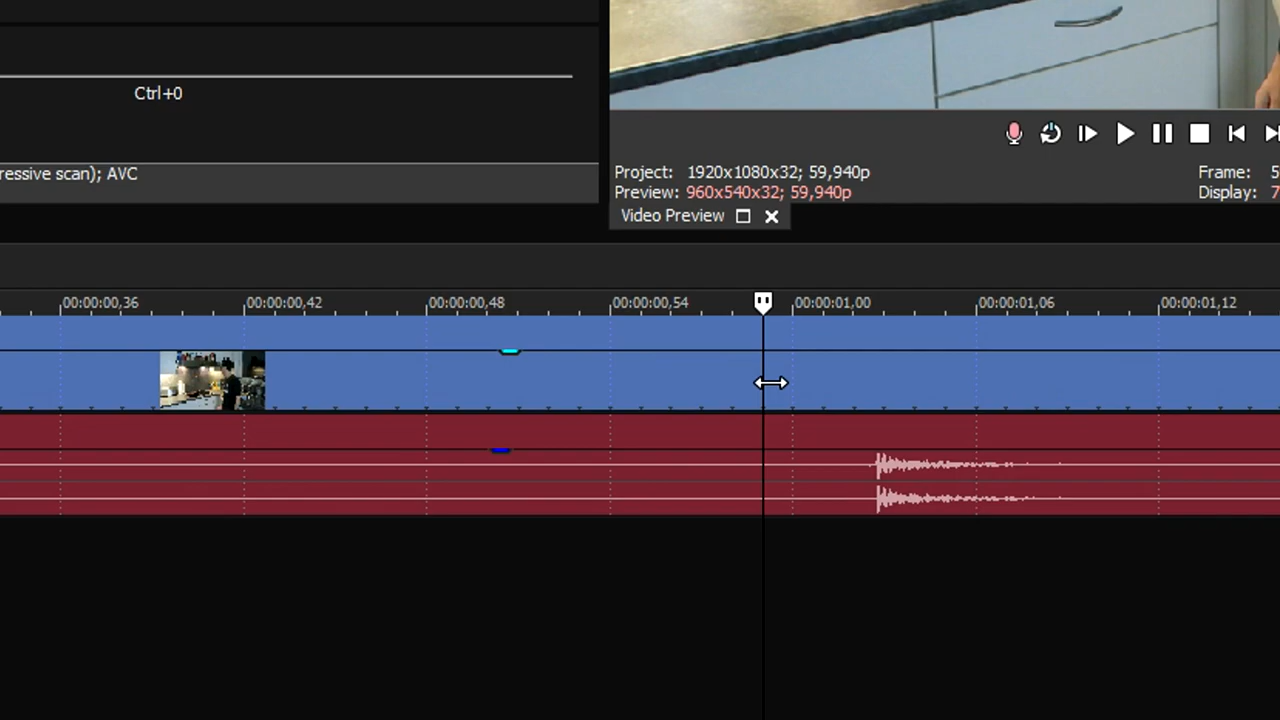 Ctrl+0
ressive scan); AVC
Project: 1920x1080x32; 59,940p
Frame: 5
Preview: 960x540x32; 59,940p
Display: 7
Video Preview
00:00:00,36 00:00:00,42 00:00:00,48 00:00:00,54 00:00:01,00 00:00:01,06 00:00:01,12